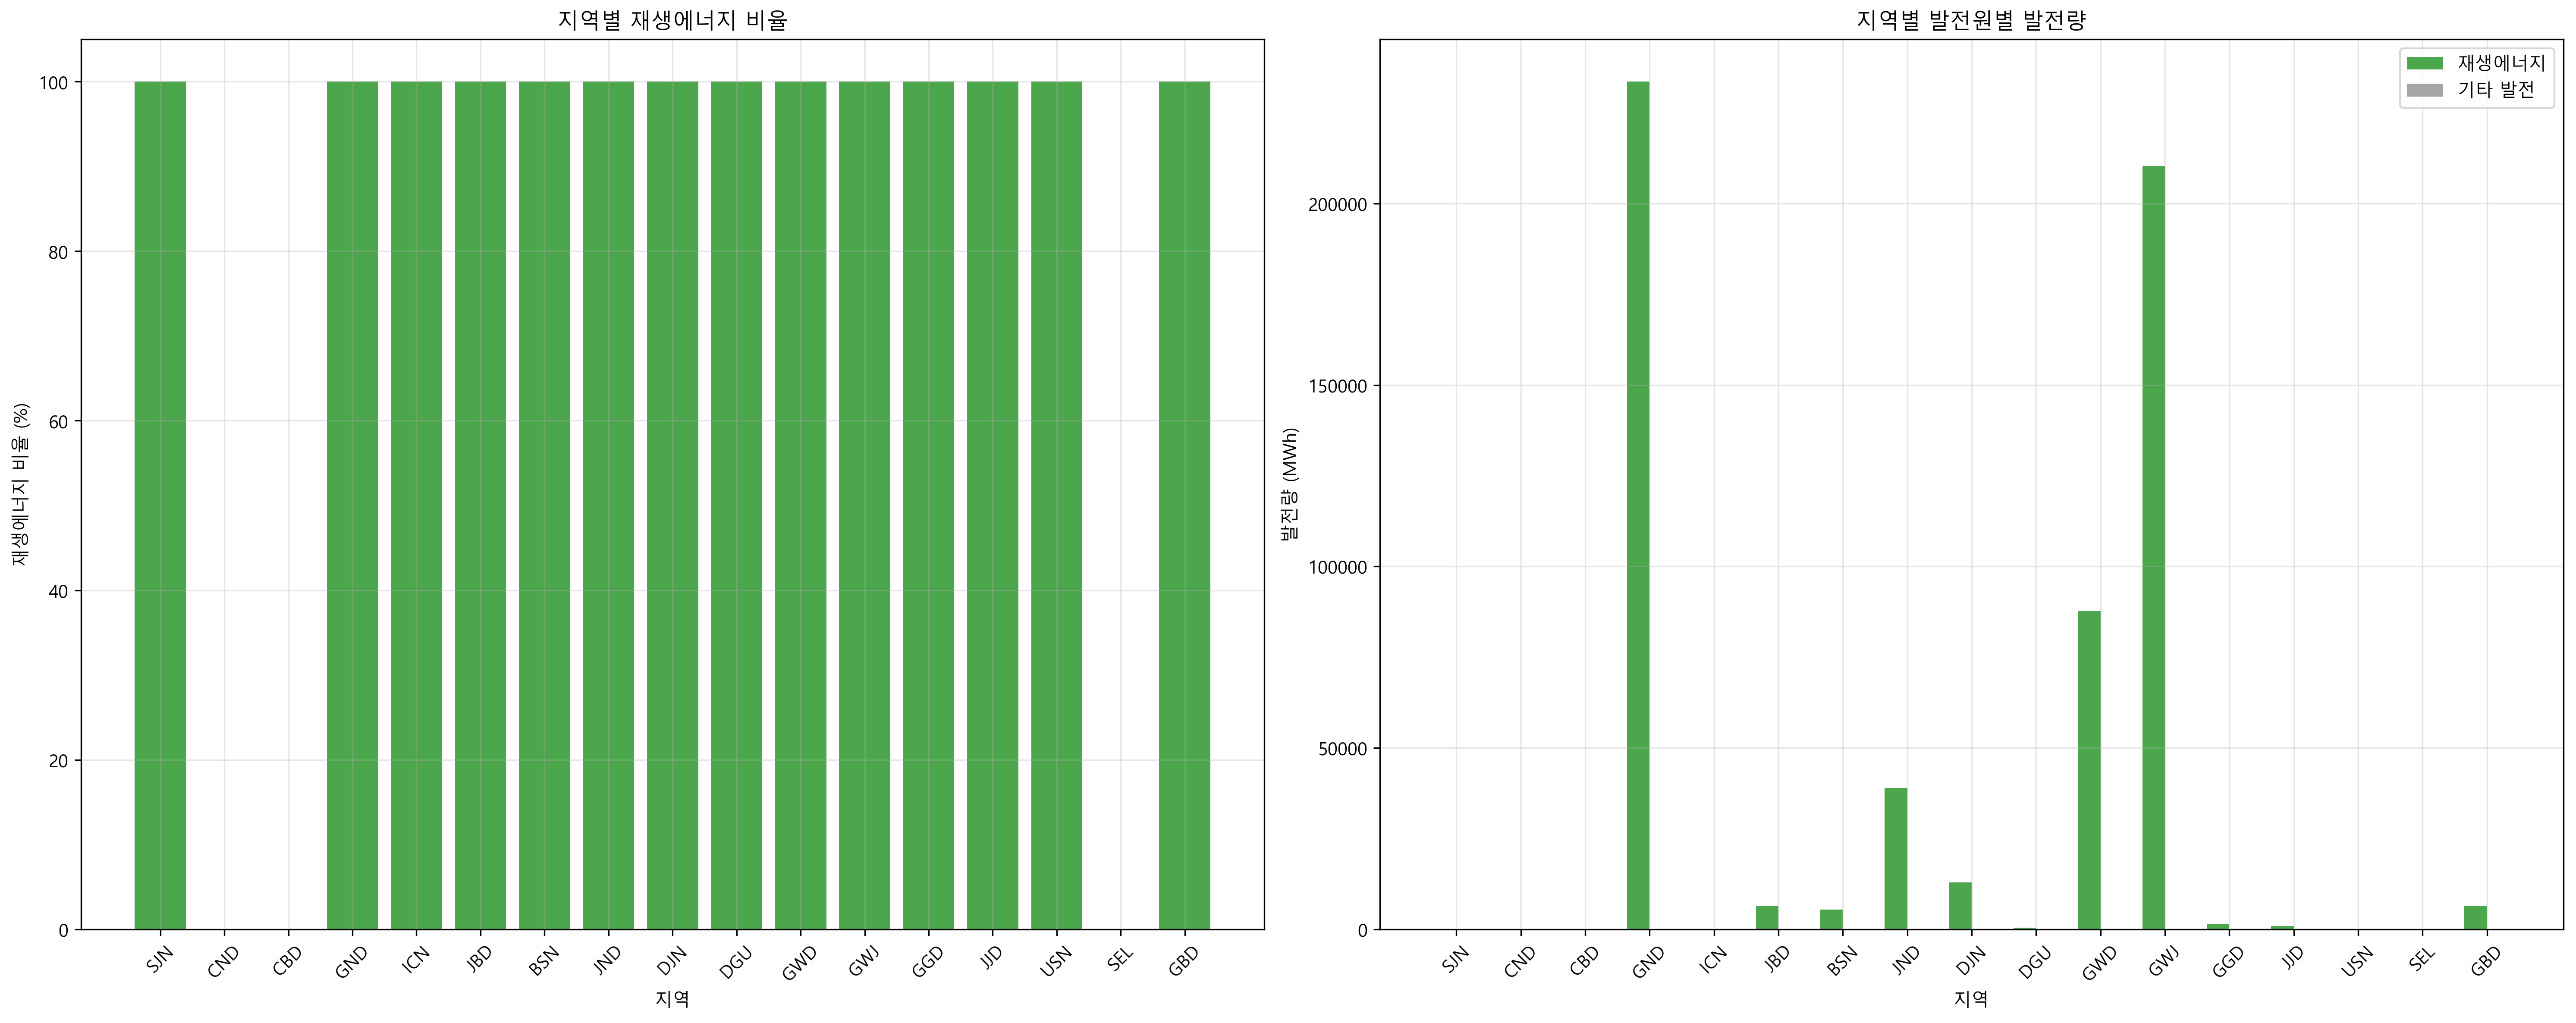 지역별 재생에너지 비율
재생에너지 비율 (%)
100
80
60
40
20
0
SJN CND CBD GND ICN JBD BSN JND DJN DGU GWD GWJ GGD JJD USN SEL GBD
지역
지역별 발전원별 발전량
재생에너지
기타 발전
발전량 (MWh)
200000
150000
100000
50000
0
SJN CND CBD GND ICN JBD BSN JND DJN DGU GWD GWJ GGD JJD USN SEL GBD
지역